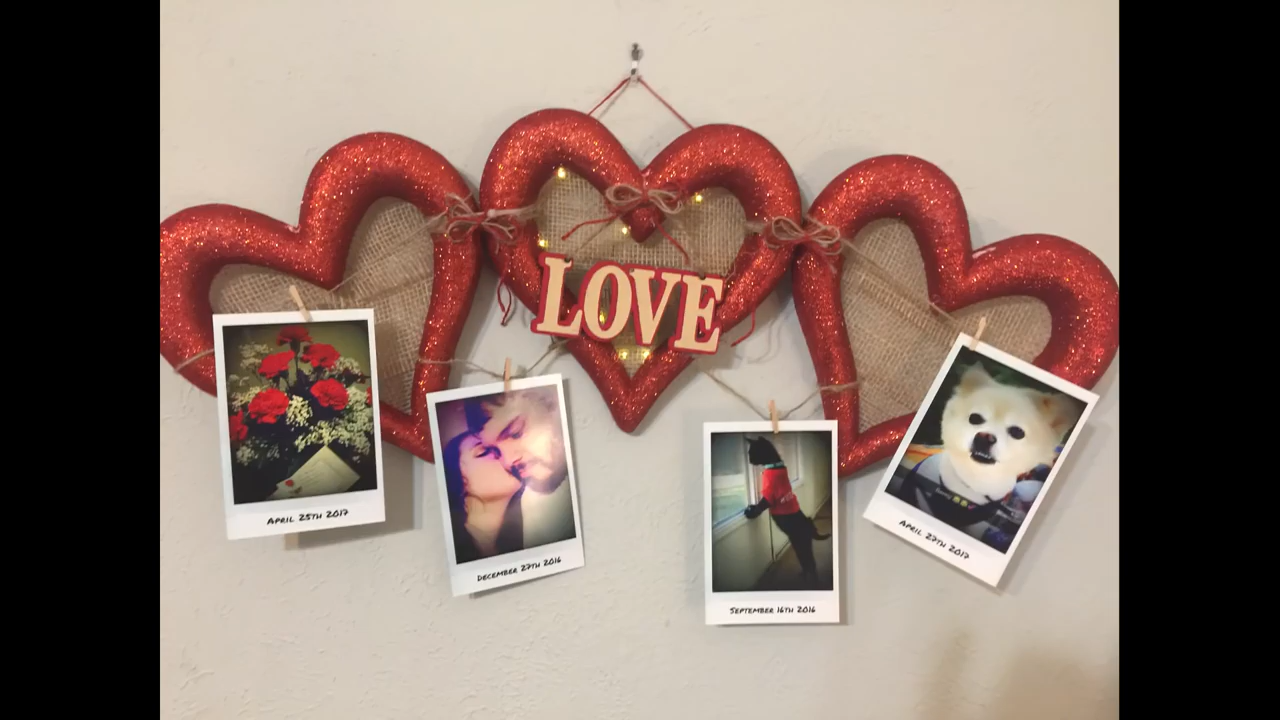 LOVE
APRIL 25TH 2017
DECEMBER 27TH 2016
SEPTEMBER 16TH 2016
APRIL 27TH 2017